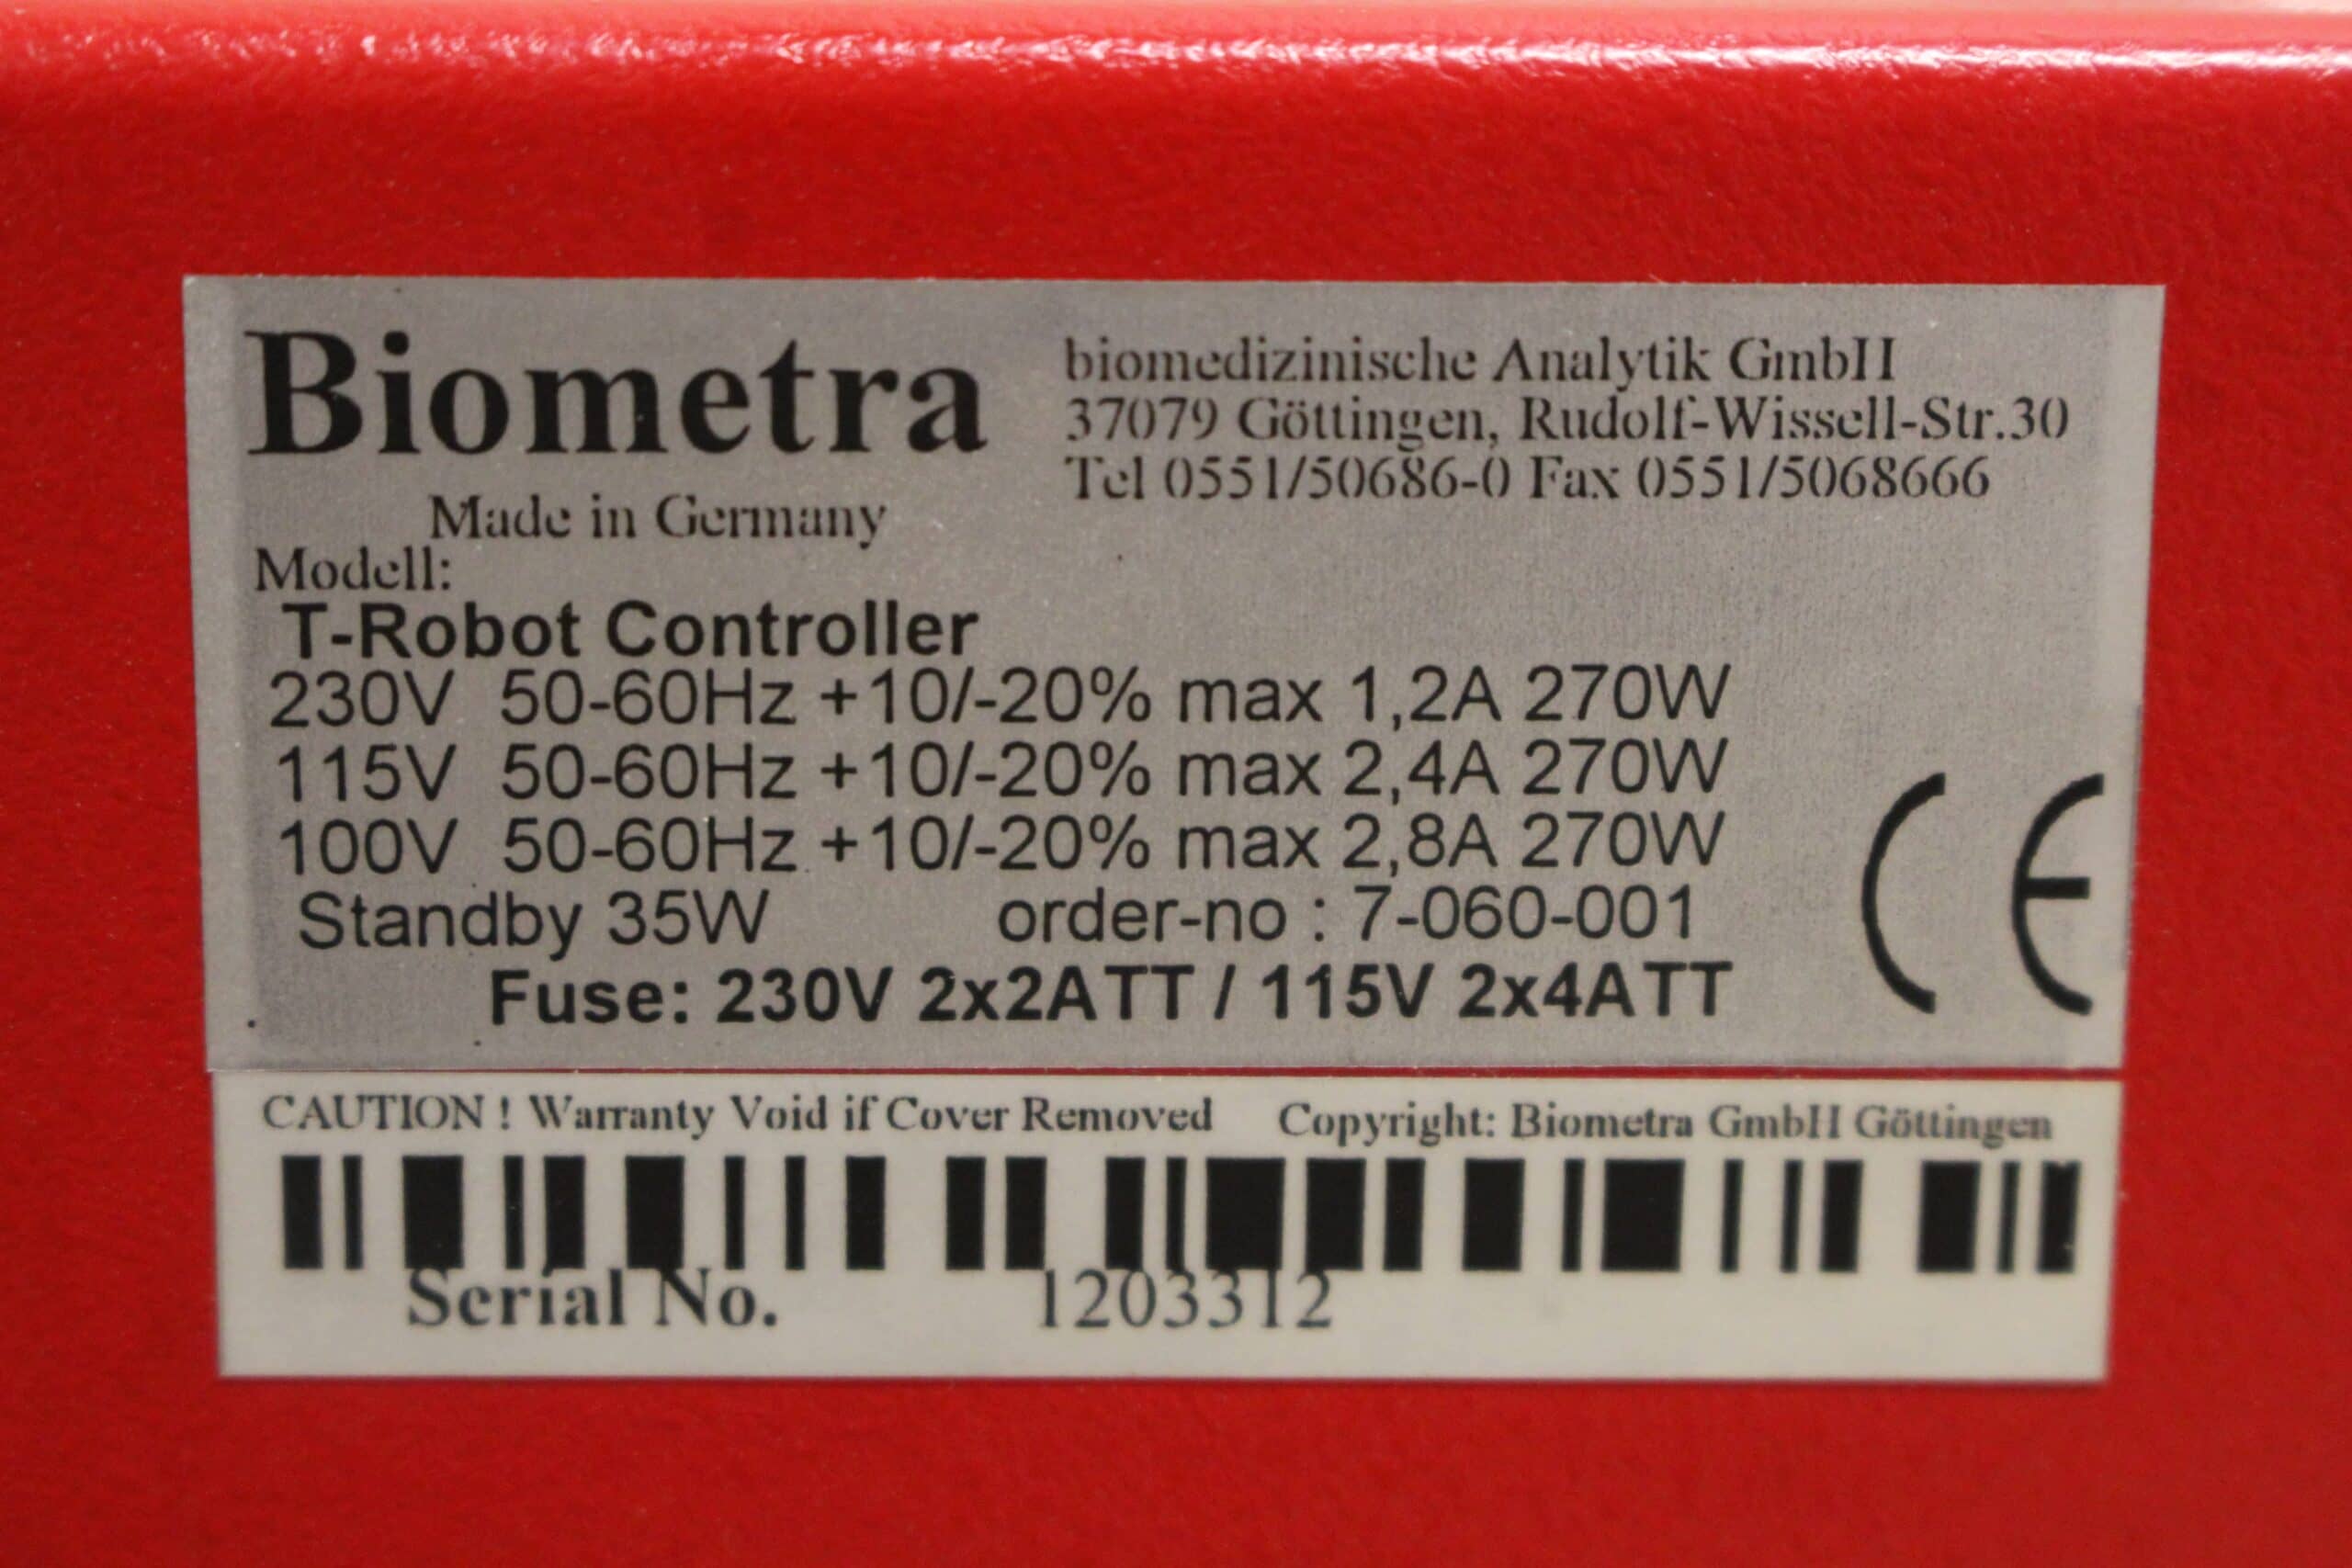 Biometra
biomedizinische Analytik GmbH
37079 Göttingen, Rudolf-Wissell-Str.30
Tel 0551/50686-0 Fax 0551/5068666
Made in Germany
Modell:
T-Robot Controller
230V 50-60Hz +10/-20% max 1,2A 270W
115V 50-60Hz +10/-20% max 2,4A 270W
100V 50-60Hz +10/-20% max 2,8A 270W
Standby 35W order-no : 7-060-001
Fuse: 230V 2x2ATT / 115V 2x4ATT
CE
CAUTION ! Warranty Void if Cover Removed Copyright: Biometra GmbH Göttingen
Serial No. 1203312